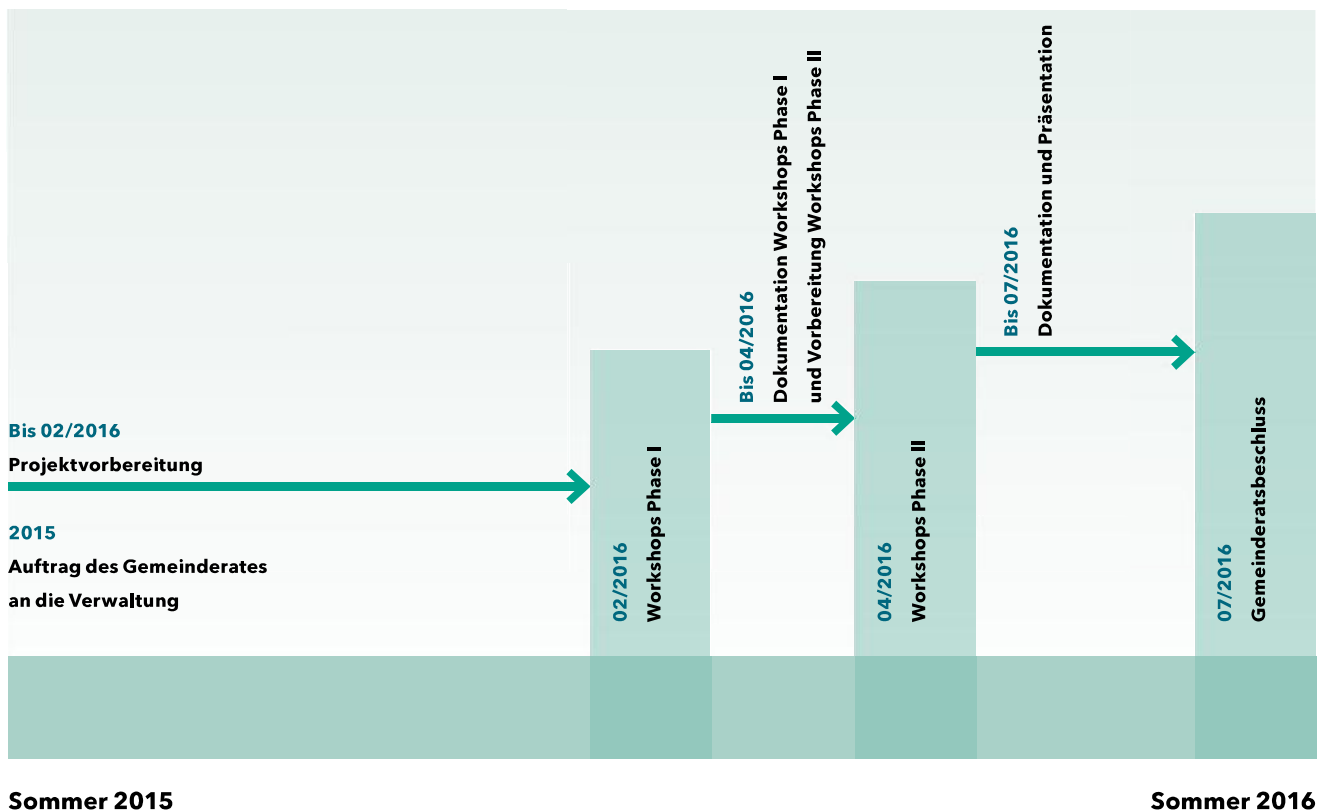 Bis 02/2016
Projektvorbereitung
2015
Auftrag des Gemeinderates
an die Verwaltung
02/2016
Workshops Phase I
Bis 04/2016
Dokumentation Workshops Phase I
und Vorbereitung Workshops Phase II
04/2016
Workshops Phase II
Bis 07/2016
Dokumentation und Präsentation
07/2016
Gemeinderatsbeschluss
Sommer 2015
Sommer 2016